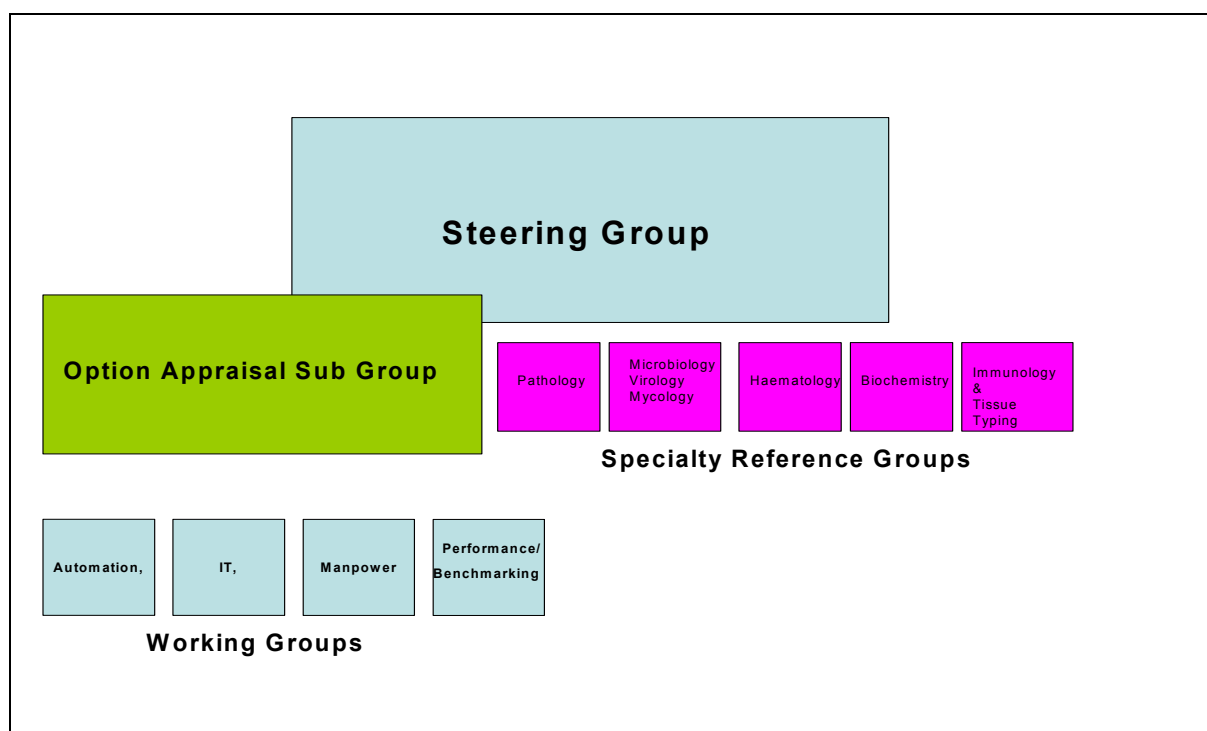 Steering Group
Option Appraisal Sub Group
Pathology
Microbiology
Virology
Mycology
Haematology
Biochemistry
Immunology
&
Tissue
Typing
Specialty Reference Groups
Automation,
IT,
Manpower
Performance/
Benchmarking
Working Groups